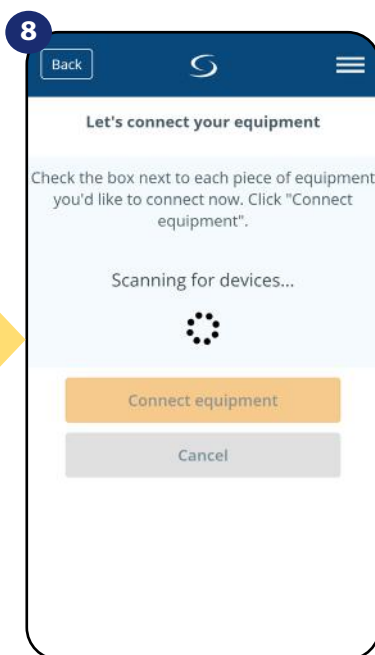 8
Back
Let's connect your equipment
Check the box next to each piece of equipment
you'd like to connect now. Click "Connect
equipment".
Scanning for devices...
Connect equipment
Cancel